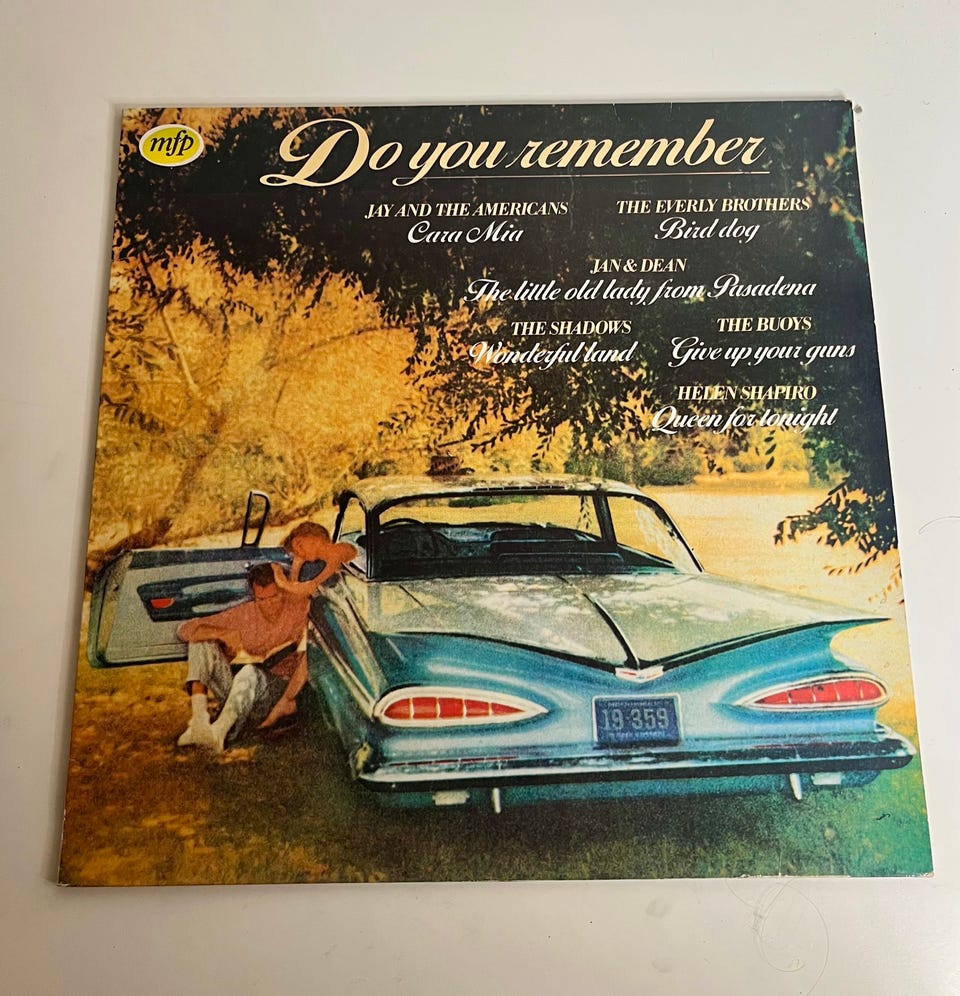 mfp
Do you remember
JAY AND THE AMERICANS
Cara Mia
THE EVERLY BROTHERS
Bird dog
JAN & DEAN
The little old lady from Pasadena
THE SHADOWS
Wonderful land
THE BUOYS
Give up your guns
HELEN SHAPIRO
Queen for tonight
19-359